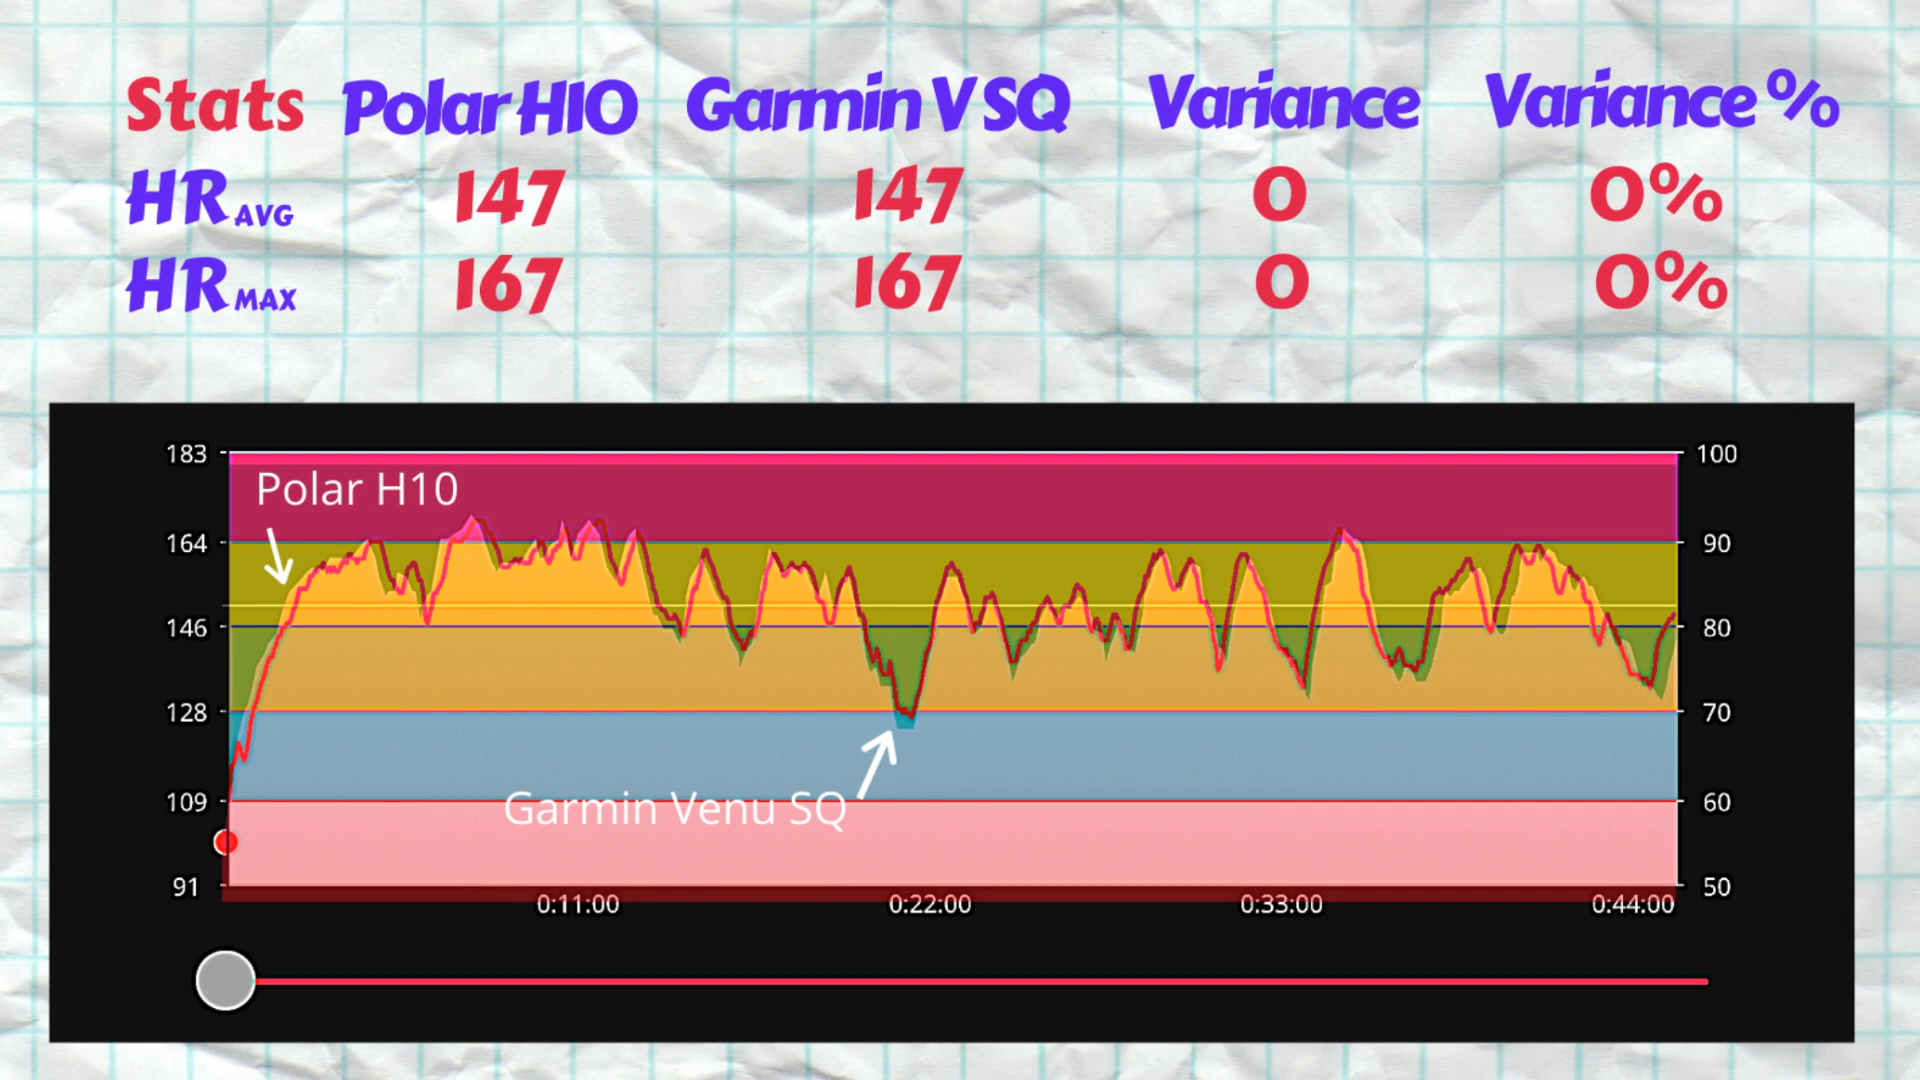 Stats Polar H10 Garmin V SQ Variance Variance %
HR AVG 147 147 0 0%
HR MAX 167 167 0 0%
183 100
Polar H10
164 90
146 80
128 70
109 Garmin Venu SQ 60
91 50
0:11:00 0:22:00 0:33:00 0:44:00